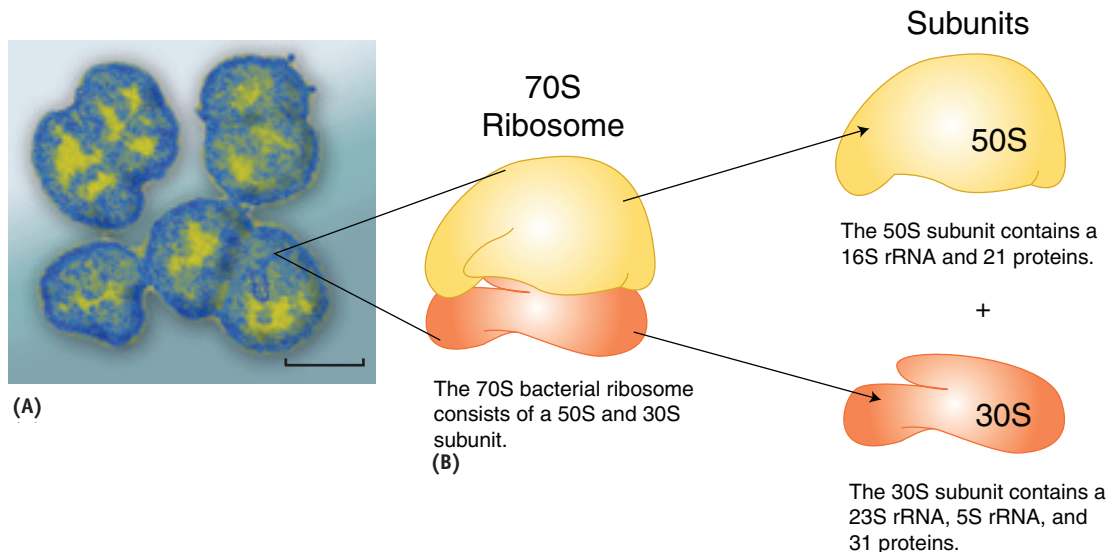 Subunits
70S
Ribosome
50S
The 50S subunit contains a
16S rRNA and 21 proteins.
+
30S
The 30S subunit contains a
23S rRNA, 5S rRNA, and
31 proteins.
The 70S bacterial ribosome
consists of a 50S and 30S
subunit.
(A)
(B)